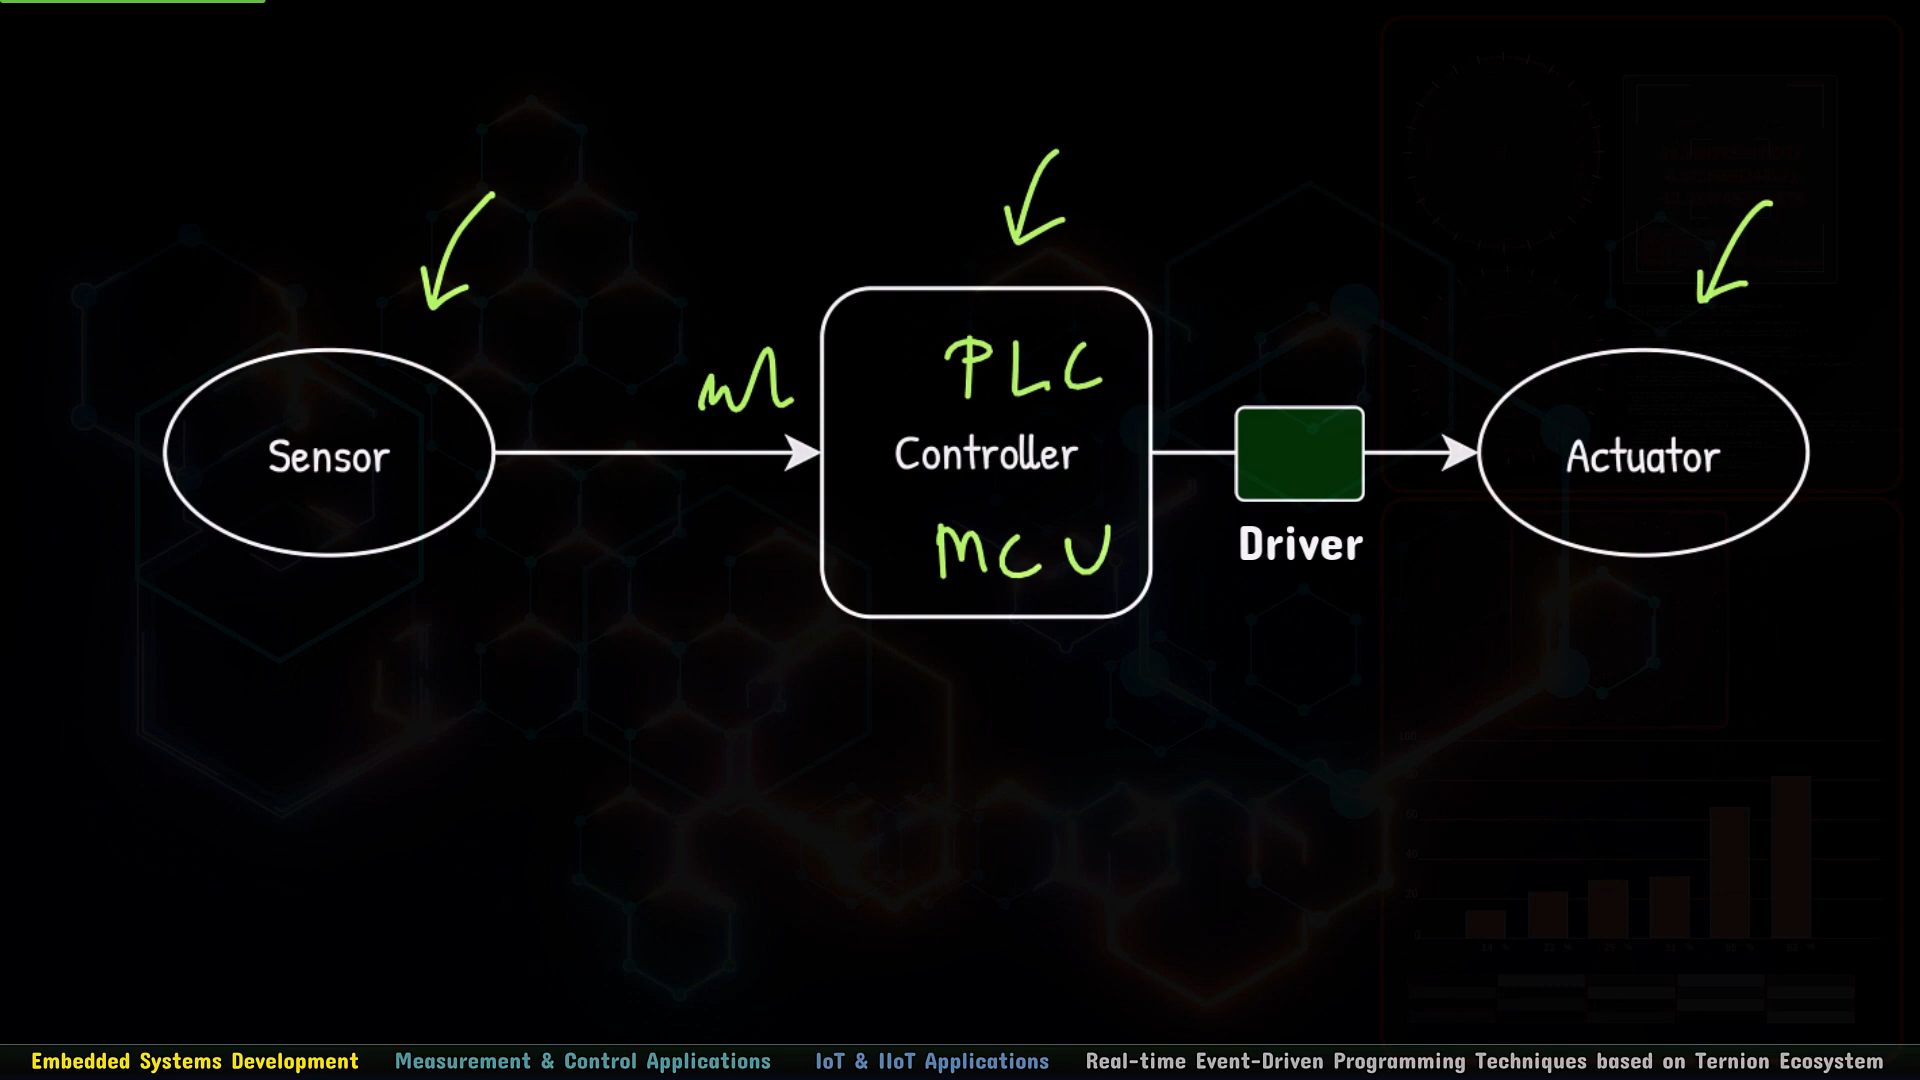 PLC
Sensor
Controller
Actuator
MCU
Driver
Embedded Systems Development Measurement & Control Applications IoT & IIoT Applications Real-time Event-Driven Programming Techniques based on Ternion Ecosystem